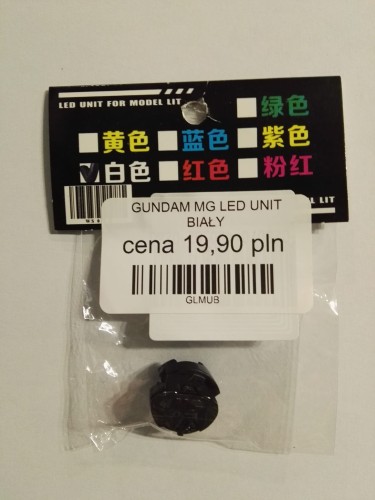 LED UNIT FOR MODEL LIT
绿色
黄色 蓝色 紫色
白色 红色 粉红
GUNDAM MG LED UNIT
BIAŁY
cena 19,90 pln
GLMUB